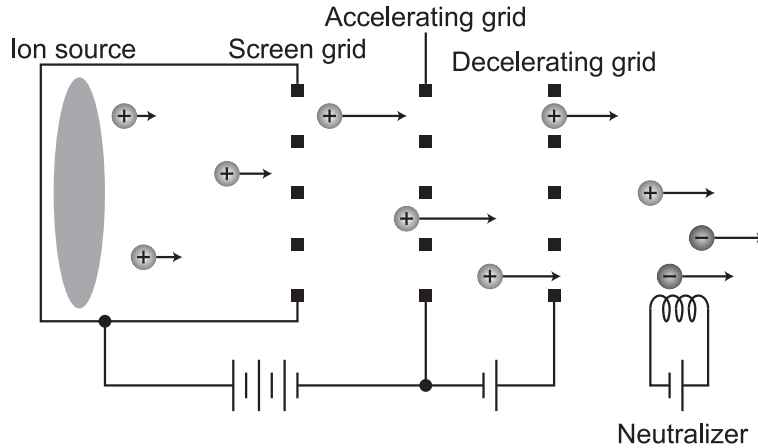 Accelerating grid
Ion source
Screen grid
Decelerating grid
+
+
+
+
+
+
+
+
−
+
−
Neutralizer